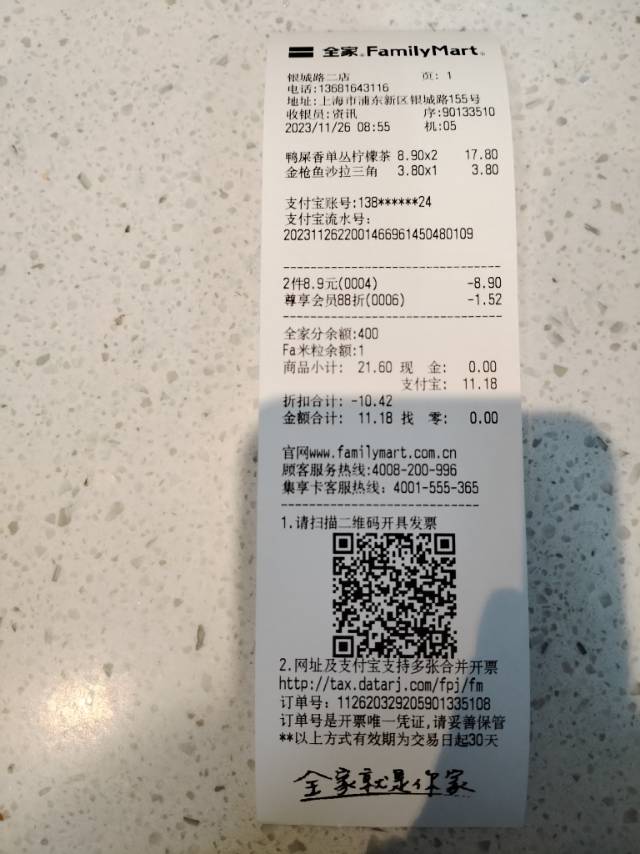 全家 FamilyMart
银城路二店 页: 1
电话:13681643116
地址:上海市浦东新区银城路155号
收银员:资讯 序:90133510
2023/11/26 08:55 机:05
鸭屎香单丛柠檬茶 8.90x2 17.80
金枪鱼沙拉三角 3.80x1 3.80
支付宝账号:138******24
支付宝流水号:
2023112622001466961450480109
2件8.9元(0004) -8.90
尊享会员88折(0006) -1.52
全家分余额:400
Fa米粒余额:1
商品小计: 21.60 现 金: 0.00
支付宝: 11.18
折扣合计: -10.42
金额合计: 11.18 找 零: 0.00
官网www.familymart.com.cn
顾客服务热线:4008-200-996
集享卡客服热线: 4001-555-365
1.请扫描二维码开具发票
2.网址及支付宝支持多张合并开票
http://tax.datarj.com/fpj/fm
订单号: 112620329205901335108
订单号是开票唯一凭证,请妥善保管
**以上方式有效期为交易日起30天
全家就是你家